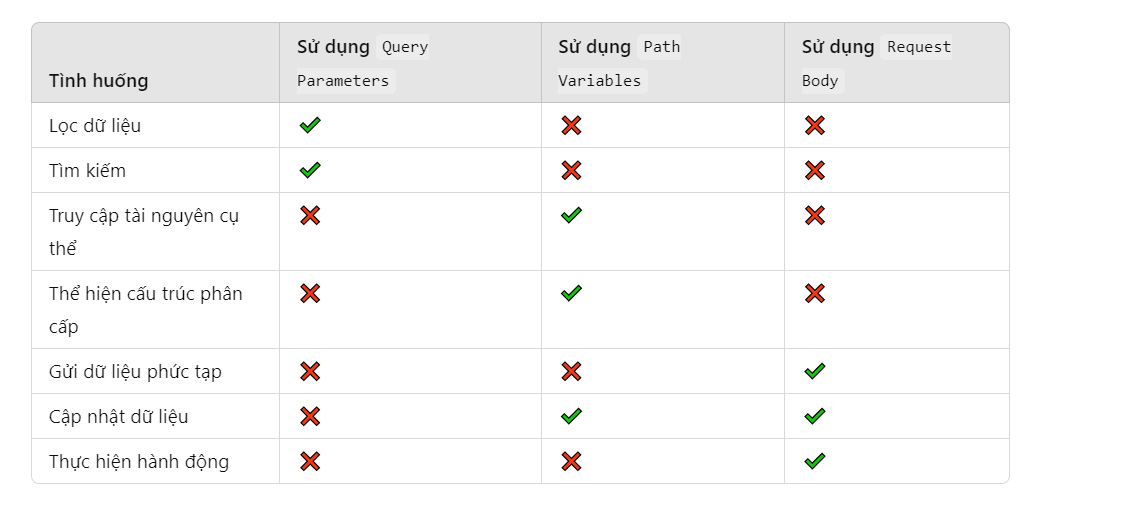 Tình huống
Sử dụng Query Parameters
Sử dụng Path Variables
Sử dụng Request Body
Lọc dữ liệu
Tìm kiếm
Truy cập tài nguyên cụ
thể
Thể hiện cấu trúc phân
cấp
Gửi dữ liệu phức tạp
Cập nhật dữ liệu
Thực hiện hành động